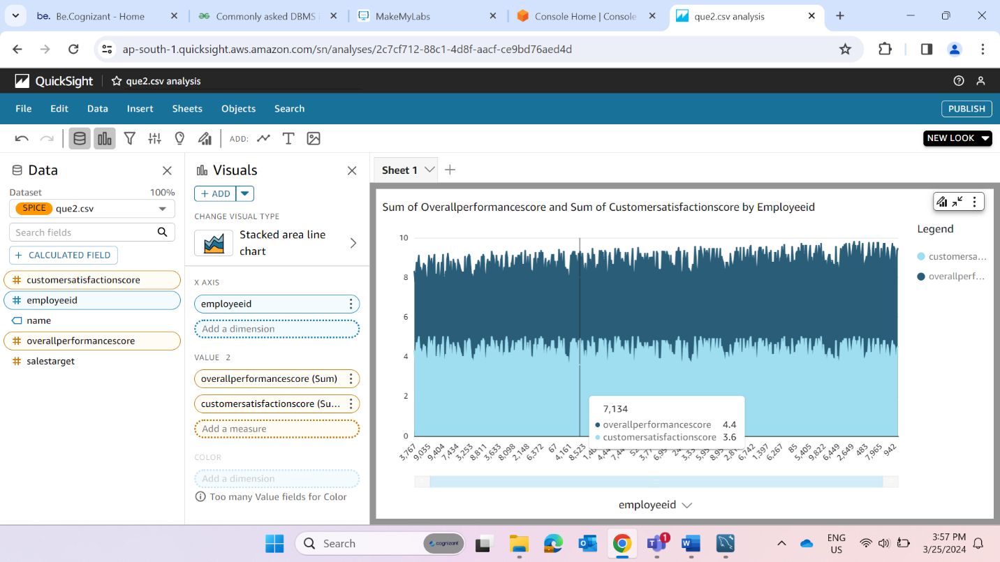 be. Be.Cognizant - Home
Commonly asked DBMS i
MakeMyLabs
Console Home | Console
que2.csv analysis
ap-south-1.quicksight.aws.amazon.com/sn/analyses/2c7cf712-88c1-4d8f-aacf-ce9bd76aed4d
QuickSight
que2.csv analysis
File Edit Data Insert Sheets Objects Search
PUBLISH
ADD:
NEW LOOK
Data
Dataset 100%
SPICE que2.csv
Search fields
+ CALCULATED FIELD
customersatisfactionscore
employeeid
name
overallperformancescore
salestarget
Visuals
+ ADD
CHANGE VISUAL TYPE
Stacked area line
chart
X AXIS
employeeid
Add a dimension
VALUE 2
overallperformancescore (Sum)
customersatisfactionscore (Su...
Add a measure
COLOR
Add a dimension
Too many Value fields for Color
Sheet 1
Sum of Overallperformancescore and Sum of Customersatisfactionscore by Employeeid
Legend
customersa...
overallperf...
10
8
6
4
2
0
7,134
overallperformancescore 4.4
customersatisfactionscore 3.6
3,767
9,035
9,404
7,434
3,253
8,811
3,633
8,098
2,148
6,372
67
4,161
8,523
6,742
1,397
6,267
85
5,405
9,822
6,449
2,649
483
7,965
942
employeeid
Search
cognizant
1
ENG
US
3:57 PM
3/25/2024